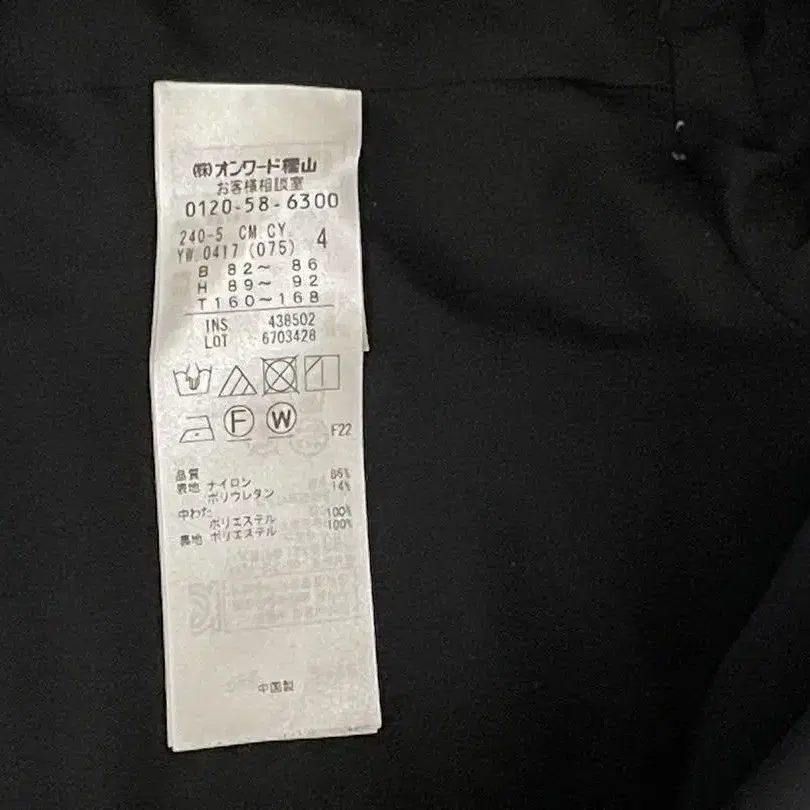 (株)オンワード樫山
お客様相談室
0120-58-6300
240-5 CM.CY. 4
YW.0417 (075)
B 82～ 86
H 89～ 92
T 160～168
INS 438502
LOT 6703428
F W
F22
品質
表地 ナイロン 86%
ポリウレタン 14%
中わた
ポリエステル 100%
裏地 ポリエステル 100%
中国製